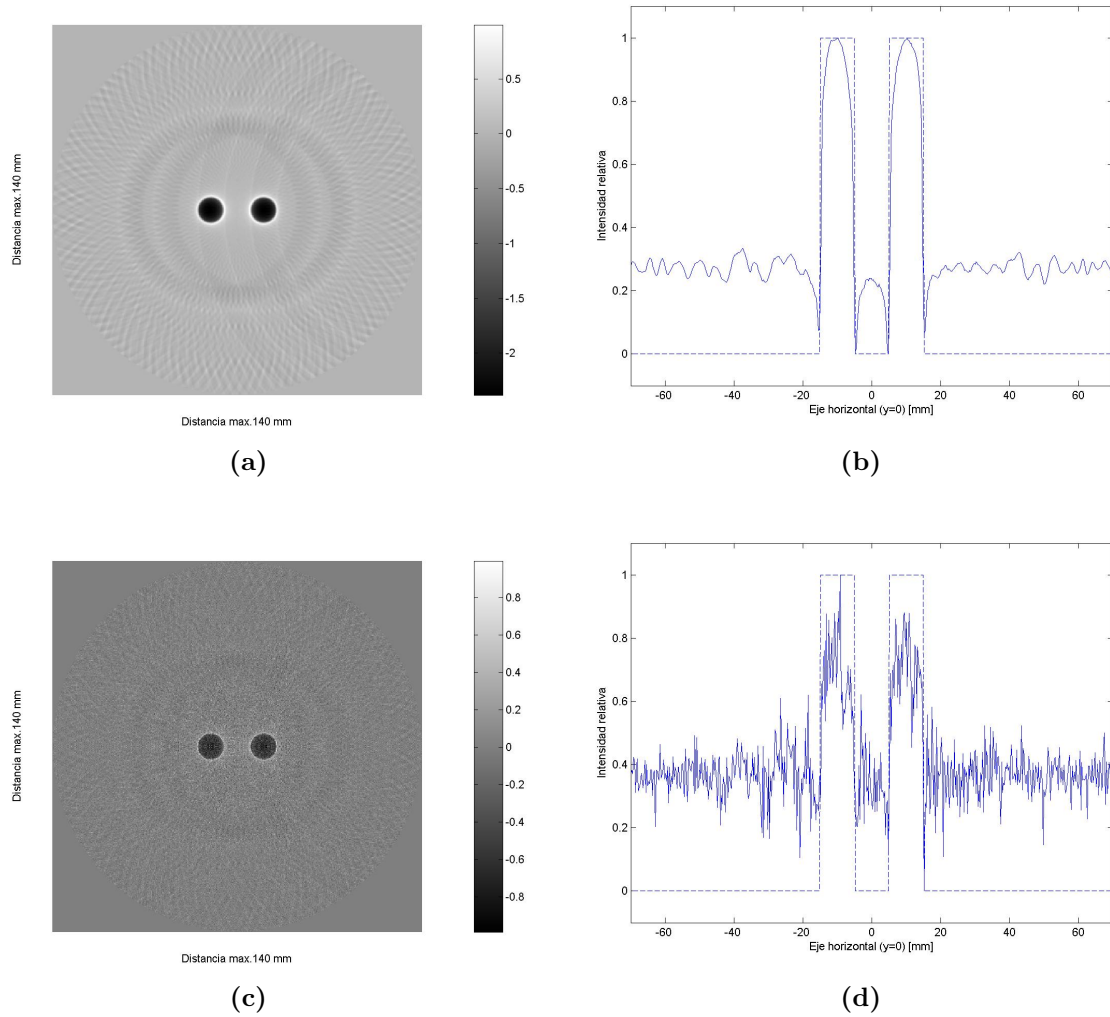 Distancia max.140 mm
Distancia max.140 mm
0.5
0
-0.5
-1
-1.5
-2
(a)
Intensidad relativa
1
0.8
0.6
0.4
0.2
0
-60 -40 -20 0 20 40 60
Eje horizontal (y=0) [mm]
(b)
Distancia max.140 mm
Distancia max.140 mm
0.8
0.6
0.4
0.2
0
-0.2
-0.4
-0.6
-0.8
(c)
Intensidad relativa
1
0.8
0.6
0.4
0.2
0
-60 -40 -20 0 20 40 60
Eje horizontal (y=0) [mm]
(d)